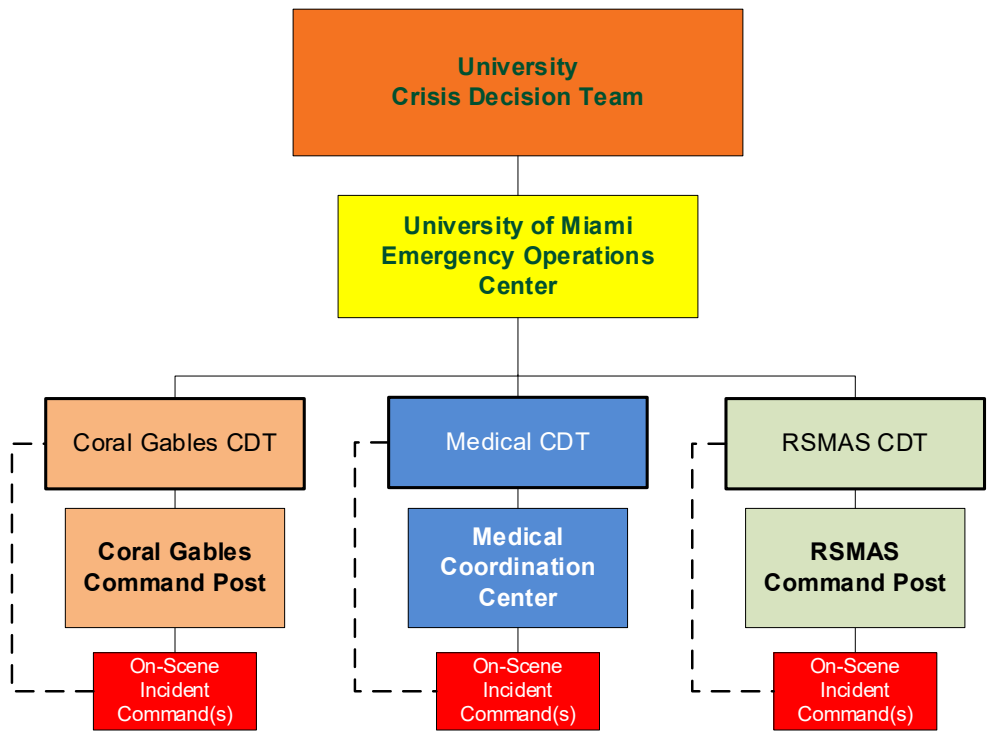 University
Crisis Decision Team
University of Miami
Emergency Operations
Center
Coral Gables CDT
Medical CDT
RSMAS CDT
Coral Gables
Command Post
Medical
Coordination
Center
RSMAS
Command Post
On-Scene
Incident
Command(s)
On-Scene
Incident
Command(s)
On-Scene
Incident
Command(s)